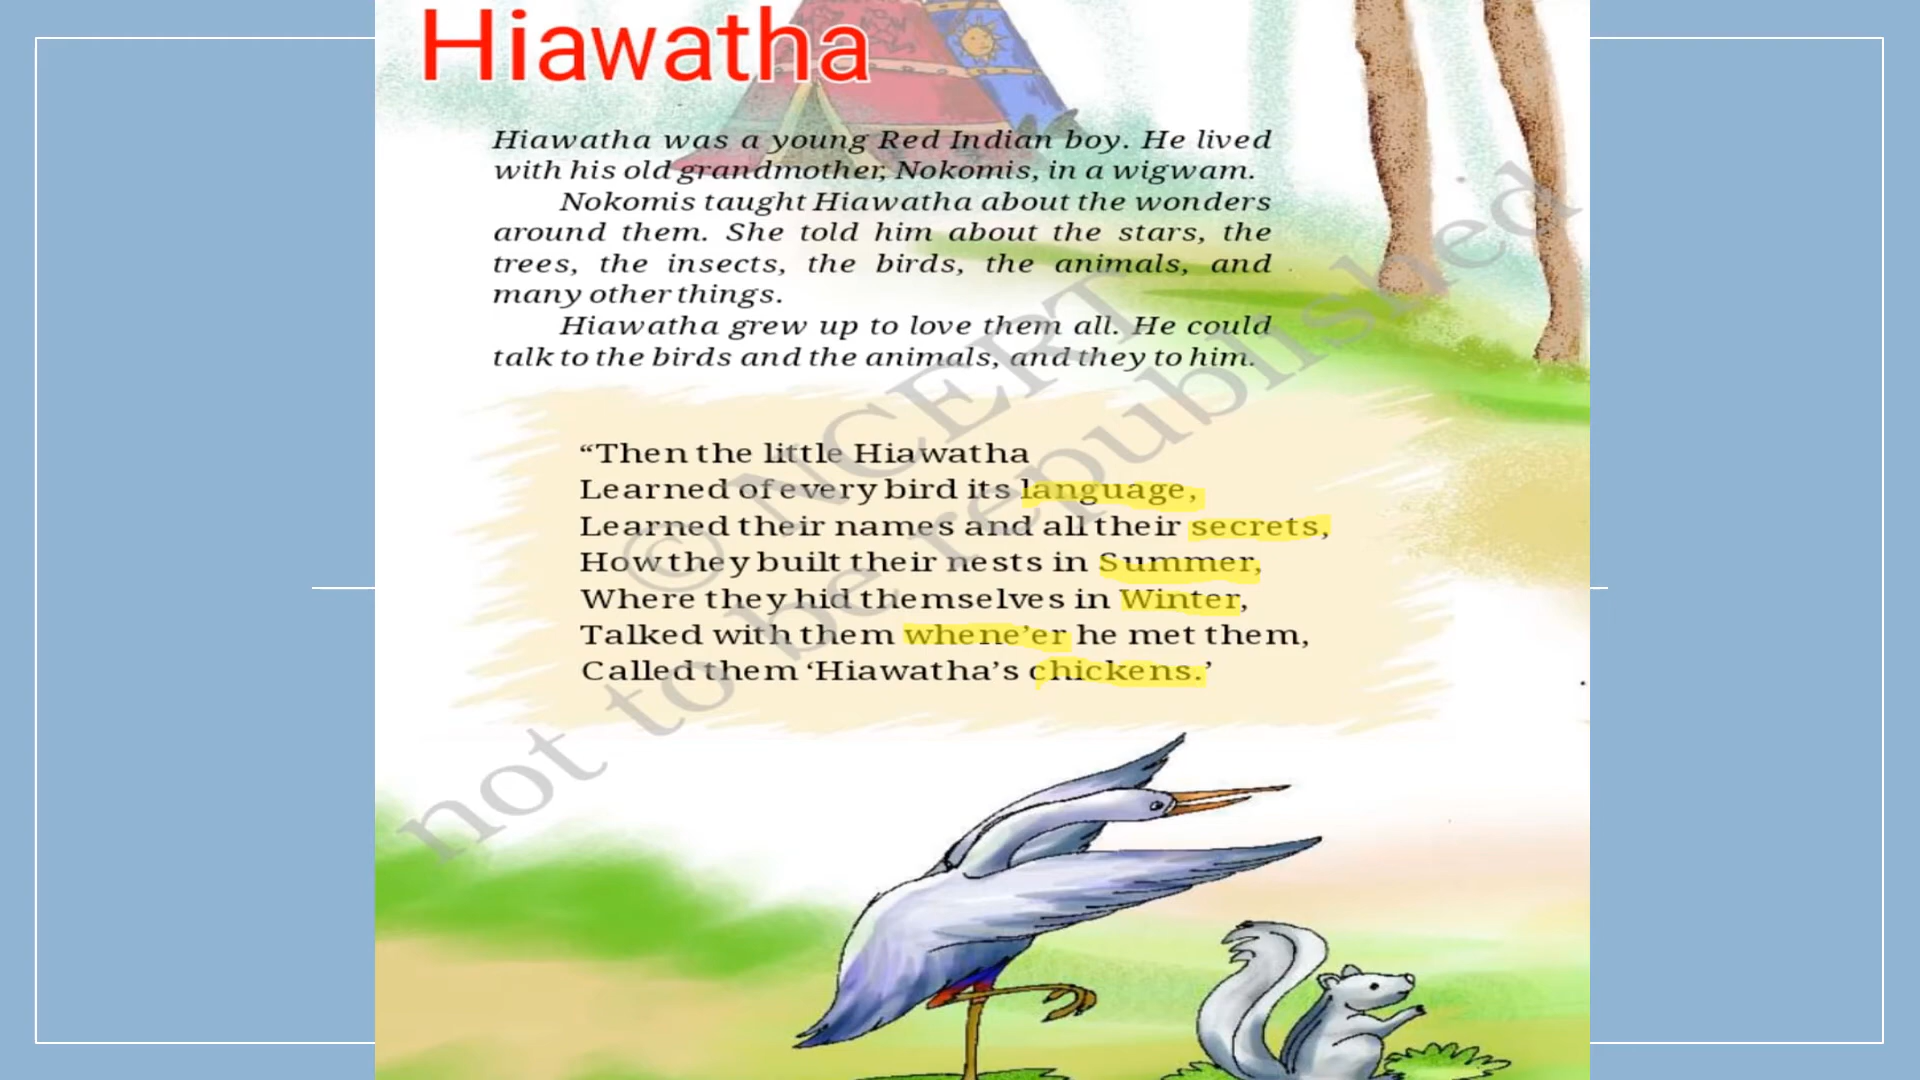 Hiawatha
Hiawatha was a young Red Indian boy. He lived
with his old grandmother, Nokomis, in a wigwam.
Nokomis taught Hiawatha about the wonders
around them. She told him about the stars, the
trees, the insects, the birds, the animals, and
many other things.
Hiawatha grew up to love them all. He could
talk to the birds and the animals, and they to him.
“Then the little Hiawatha
Learned of every bird its language,
Learned their names and all their secrets,
How they built their nests in Summer,
Where they hid themselves in Winter,
Talked with them whene’er he met them,
Called them ‘Hiawatha’s chickens.’
© NCERT
not to be republished